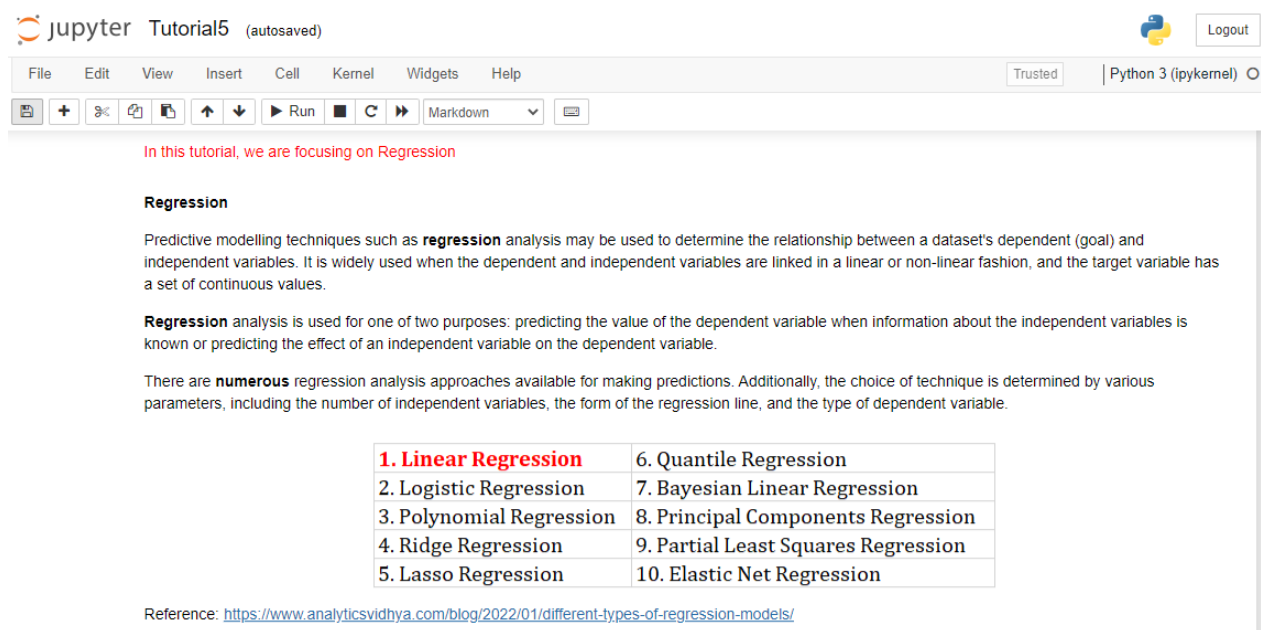 jupyter Tutorial5 (autosaved)
Logout
File Edit View Insert Cell Kernel Widgets Help
Trusted
Python 3 (ipykernel)
Run
Markdown
In this tutorial, we are focusing on Regression
Regression
Predictive modelling techniques such as regression analysis may be used to determine the relationship between a dataset's dependent (goal) and
independent variables. It is widely used when the dependent and independent variables are linked in a linear or non-linear fashion, and the target variable has
a set of continuous values.
Regression analysis is used for one of two purposes: predicting the value of the dependent variable when information about the independent variables is
known or predicting the effect of an independent variable on the dependent variable.
There are numerous regression analysis approaches available for making predictions. Additionally, the choice of technique is determined by various
parameters, including the number of independent variables, the form of the regression line, and the type of dependent variable.
1. Linear Regression 6. Quantile Regression
2. Logistic Regression 7. Bayesian Linear Regression
3. Polynomial Regression 8. Principal Components Regression
4. Ridge Regression 9. Partial Least Squares Regression
5. Lasso Regression 10. Elastic Net Regression
Reference: https://www.analyticsvidhya.com/blog/2022/01/different-types-of-regression-models/